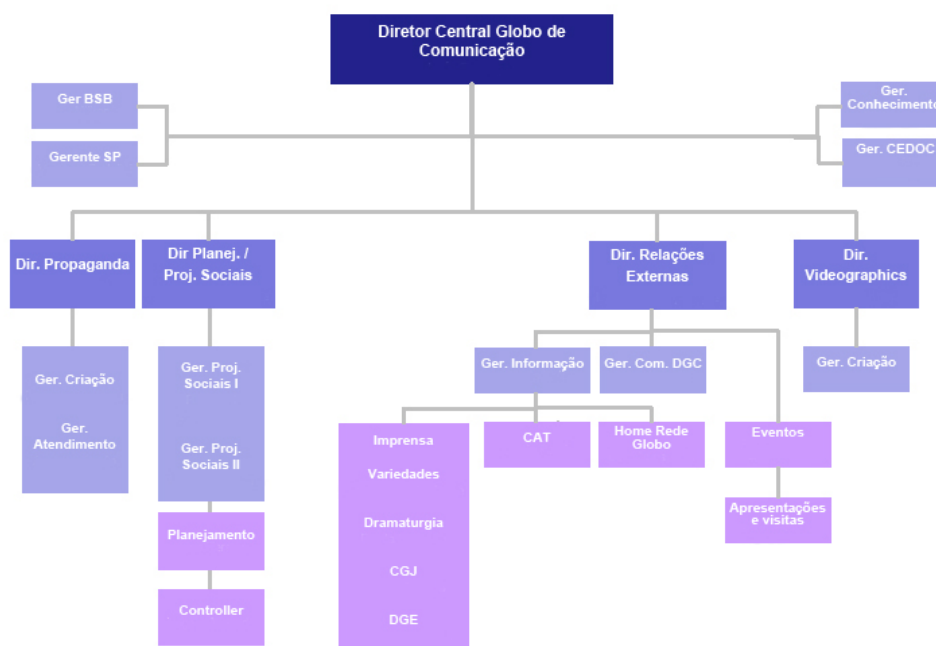 Diretor Central Globo de
Comunicação
Ger BSB
Gerente SP
Ger.
Conhecimento
Ger. CEDOC
Dir. Propaganda
Dir Planej. /
Proj. Sociais
Dir. Relações
Externas
Dir.
Videographics
Ger. Criação
Ger.
Atendimento
Ger. Proj.
Sociais I
Ger. Proj.
Sociais II
Planejamento
Controller
Ger. Informação
Ger. Com. DGC
Ger. Criação
Imprensa
Variedades
Dramaturgia
CGJ
DGE
CAT
Home Rede
Globo
Eventos
Apresentações
e visitas